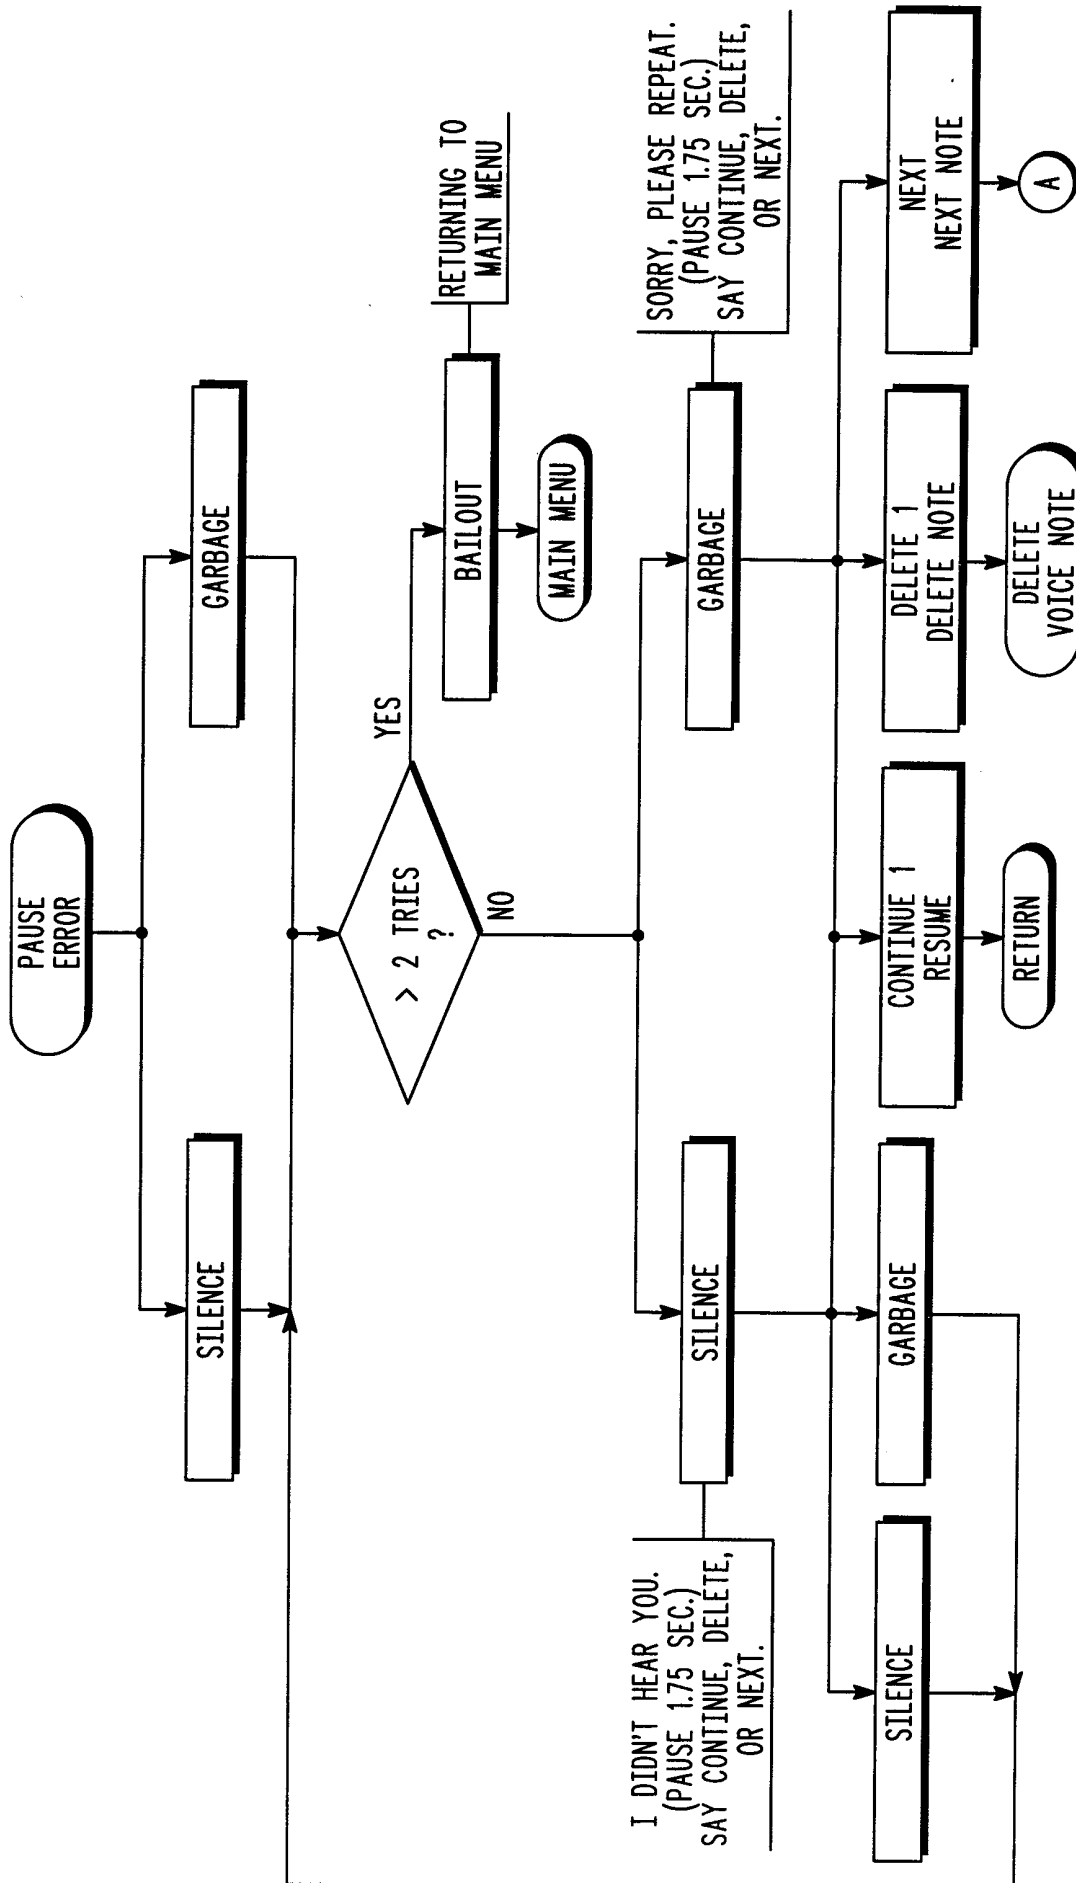 PAUSE
ERROR
SILENCE
GARBAGE
> 2 TRIES
?
YES
NO
BAILOUT
RETURNING TO
MAIN MENU
MAIN MENU
I DIDN'T HEAR YOU.
(PAUSE 1.75 SEC.)
SAY CONTINUE, DELETE,
OR NEXT.
SILENCE
GARBAGE
SORRY, PLEASE REPEAT.
(PAUSE 1.75 SEC.)
SAY CONTINUE, DELETE,
OR NEXT.
SILENCE
GARBAGE
CONTINUE 1
RESUME
DELETE 1
DELETE NOTE
NEXT
NEXT NOTE
RETURN
DELETE
VOICE NOTE
A